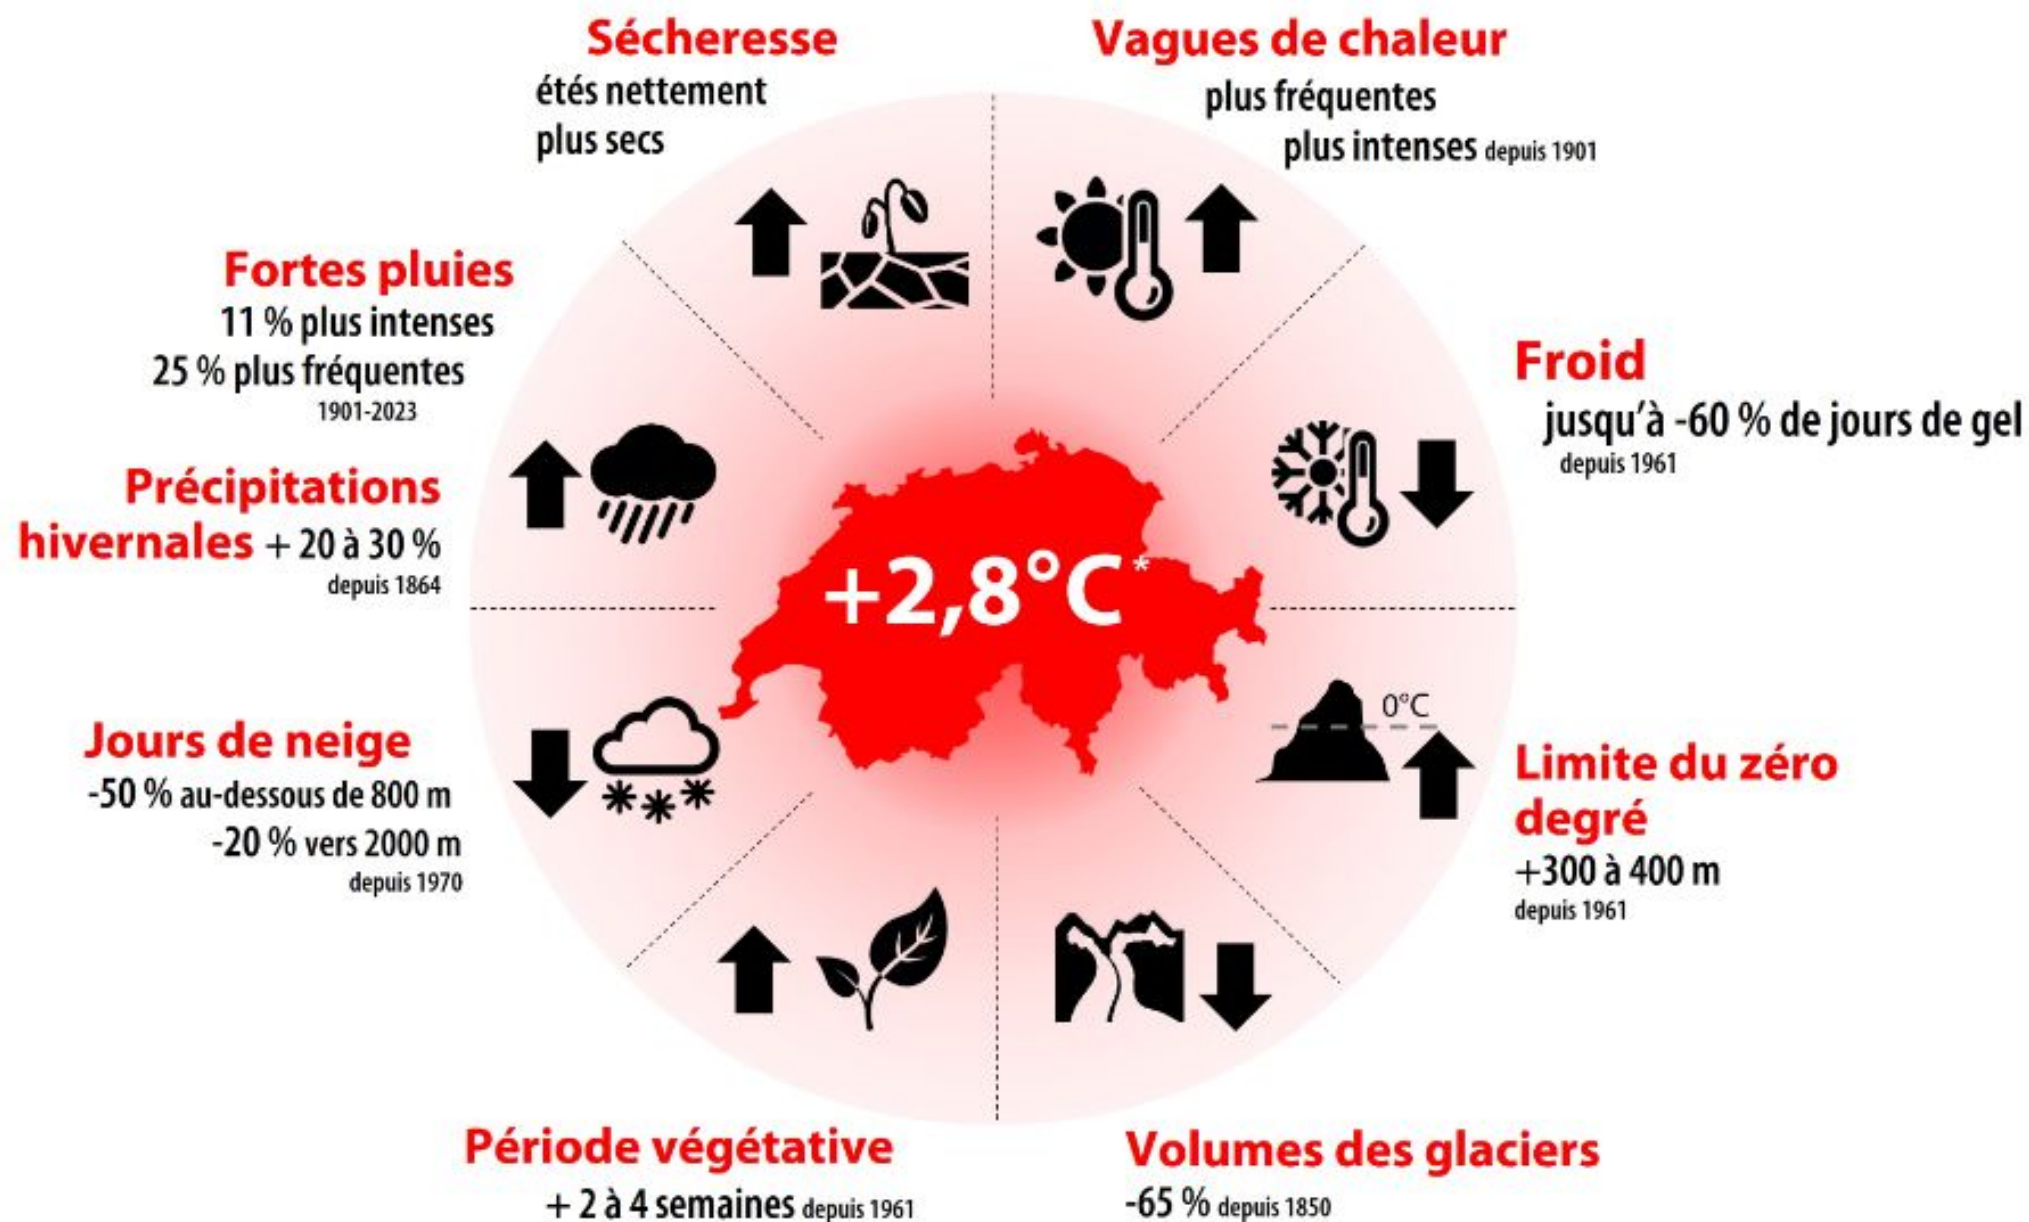 Sécheresse
étés nettement
plus secs
Vagues de chaleur
plus fréquentes
plus intenses depuis 1901
Fortes pluies
11 % plus intenses
25 % plus fréquentes
1901-2023
Froid
jusqu'à -60 % de jours de gel
depuis 1961
Précipitations
hivernales + 20 à 30 %
depuis 1864
+2,8°C*
0°C
Limite du zéro
degré
+300 à 400 m
depuis 1961
Jours de neige
-50 % au-dessous de 800 m
-20 % vers 2000 m
depuis 1970
Période végétative
+ 2 à 4 semaines depuis 1961
Volumes des glaciers
-65 % depuis 1850